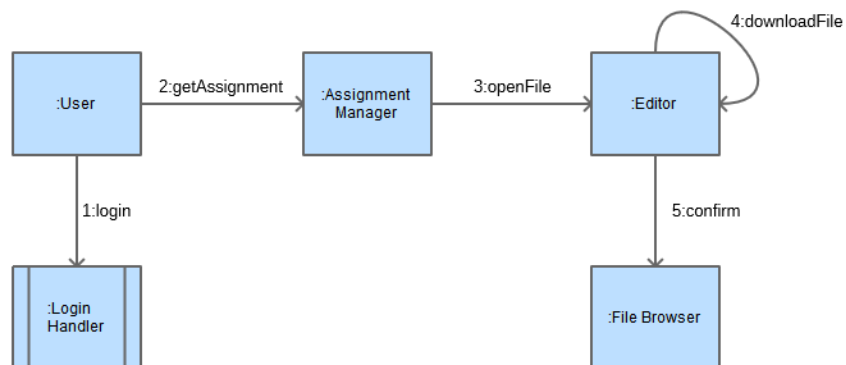 4:downloadFile
2:getAssignment
3:openFile
:User
:Assignment
Manager
:Editor
1:login
5:confirm
:Login
Handler
:File Browser